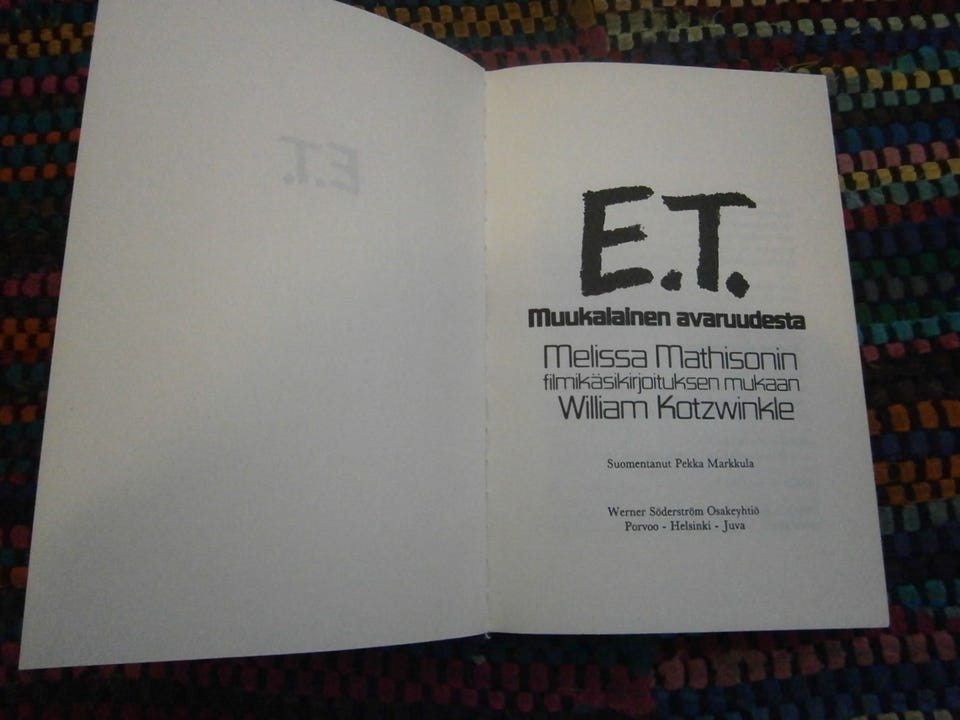 E.T.
Muukalainen avaruudesta
Melissa Mathisonin
filmikäsikirjoituksen mukaan
William Kotzwinkle
Suomentanut Pekka Markkula
Werner Söderström Osakeyhtiö
Porvoo - Helsinki - Juva